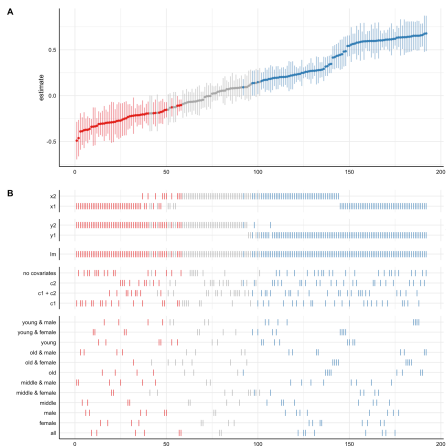 A
0.5
0.0
-0.5
estimate
0
50
100
150
200
B
x2
x1
y2
y1
lm
no covariates
c2
c1 + c2
c1
young & male
young & female
young
old & male
old & female
old
middle & male
middle & female
middle
male
female
all
0
50
100
150
200